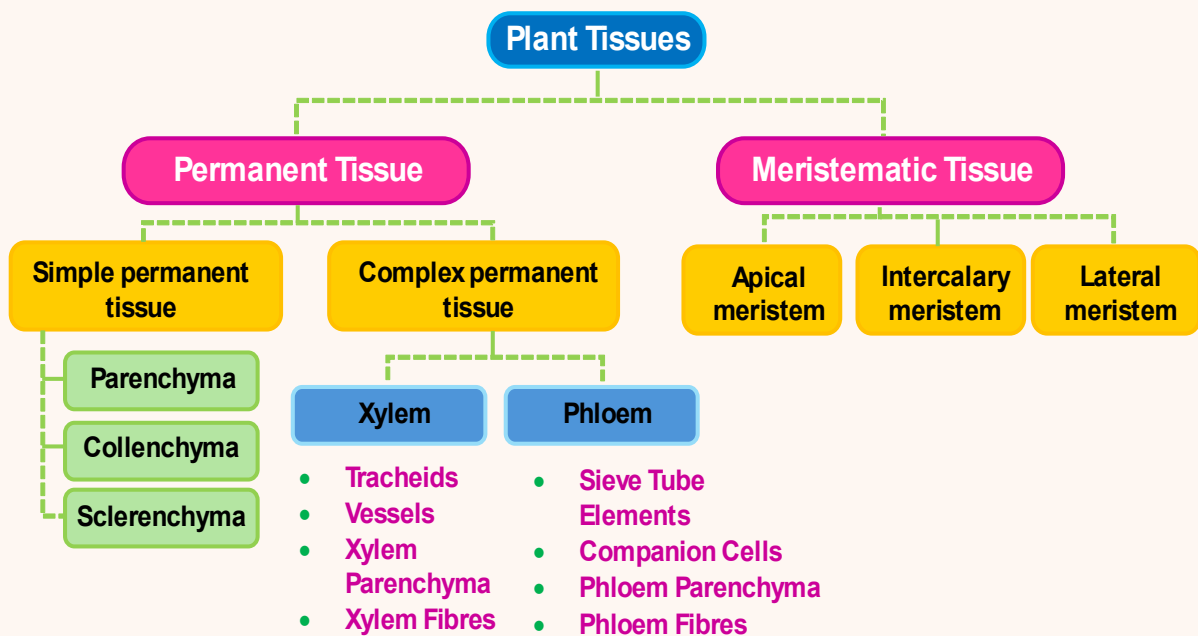 Plant Tissues
Permanent Tissue
Meristematic Tissue
Simple permanent
tissue
Complex permanent
tissue
Apical
meristem
Intercalary
meristem
Lateral
meristem
Parenchyma
Collenchyma
Sclerenchyma
Xylem
• Tracheids
• Vessels
• Xylem
Parenchyma
• Xylem Fibres
Phloem
• Sieve Tube
Elements
• Companion Cells
• Phloem Parenchyma
• Phloem Fibres